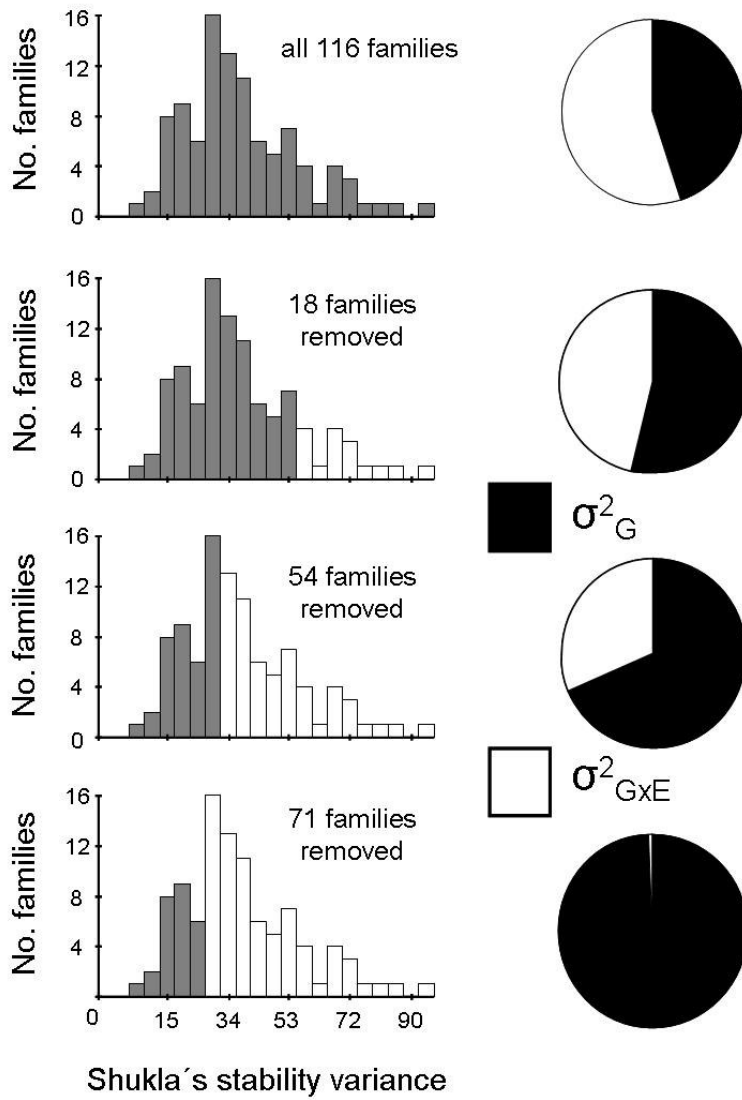 16
12
8
4
0
No. families
all 116 families
16
12
8
4
0
No. families
18 families
removed
σ²G
16
12
8
4
0
No. families
54 families
removed
σ²GxE
16
12
8
4
No. families
71 families
removed
0 15 34 53 72 90
Shukla´s stability variance